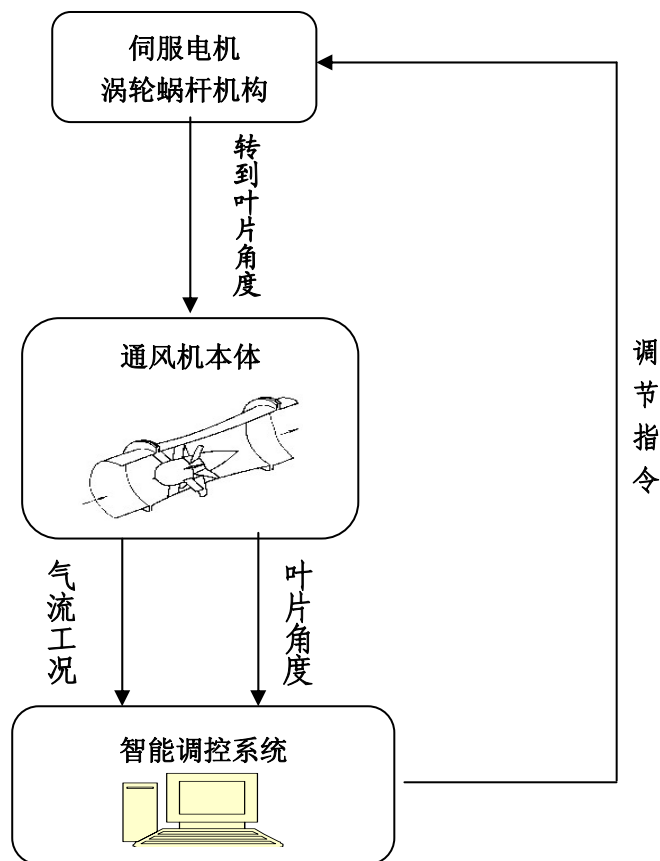 伺服电机
涡轮蜗杆机构
转到叶片角度
通风机本体
调节指令
气流工况
叶片角度
智能调控系统